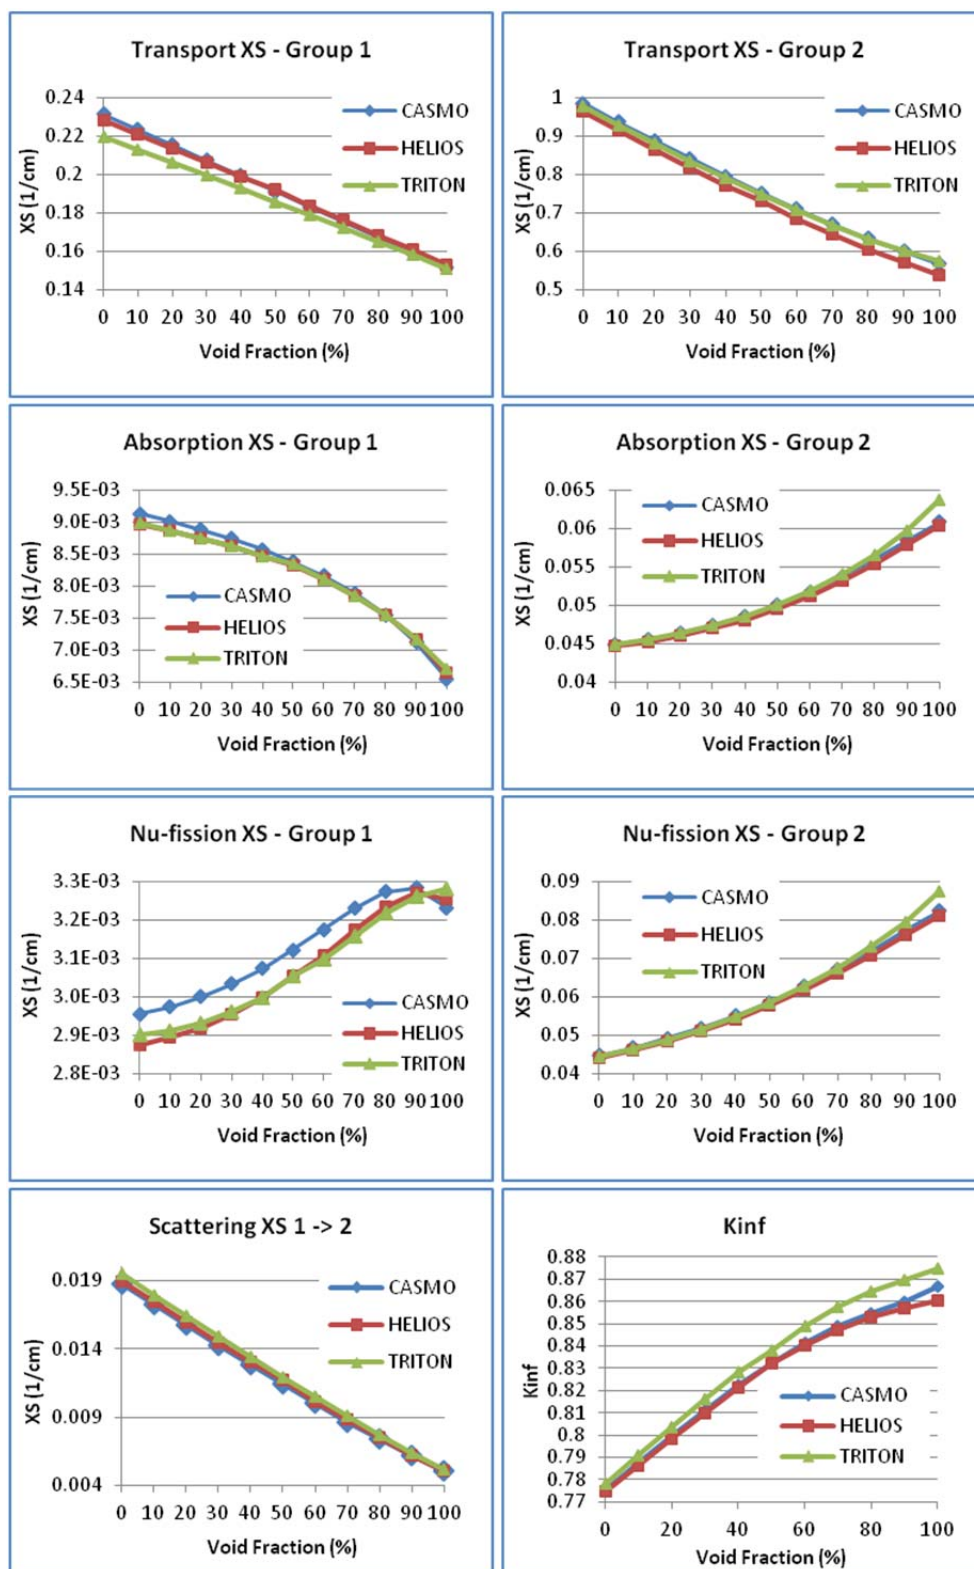 Transport XS - Group 1
0.24
0.22
0.2
0.18
0.16
0.14
XS (1/cm)
CASMO
HELIOS
TRITON
0 10 20 30 40 50 60 70 80 90 100
Void Fraction (%)
Transport XS - Group 2
1
0.9
0.8
0.7
0.6
0.5
XS (1/cm)
CASMO
HELIOS
TRITON
0 10 20 30 40 50 60 70 80 90 100
Void Fraction (%)
Absorption XS - Group 1
9.5E-03
9.0E-03
8.5E-03
8.0E-03
7.5E-03
7.0E-03
6.5E-03
XS (1/cm)
CASMO
HELIOS
TRITON
0 10 20 30 40 50 60 70 80 90 100
Void Fraction (%)
Absorption XS - Group 2
0.065
0.06
0.055
0.05
0.045
0.04
XS (1/cm)
CASMO
HELIOS
TRITON
0 10 20 30 40 50 60 70 80 90 100
Void Fraction (%)
Nu-fission XS - Group 1
3.3E-03
3.2E-03
3.1E-03
3.0E-03
2.9E-03
2.8E-03
XS (1/cm)
CASMO
HELIOS
TRITON
0 10 20 30 40 50 60 70 80 90 100
Void Fraction (%)
Nu-fission XS - Group 2
0.09
0.08
0.07
0.06
0.05
0.04
XS (1/cm)
CASMO
HELIOS
TRITON
0 10 20 30 40 50 60 70 80 90 100
Void Fraction (%)
Scattering XS 1 -> 2
0.019
0.014
0.009
0.004
XS (1/cm)
CASMO
HELIOS
TRITON
0 10 20 30 40 50 60 70 80 90 100
Void Fraction (%)
Kinf
0.88
0.87
0.86
0.85
0.84
0.83
0.82
0.81
0.8
0.79
0.78
0.77
Kinf
CASMO
HELIOS
TRITON
0 20 40 60 80 100
Void Fraction (%)